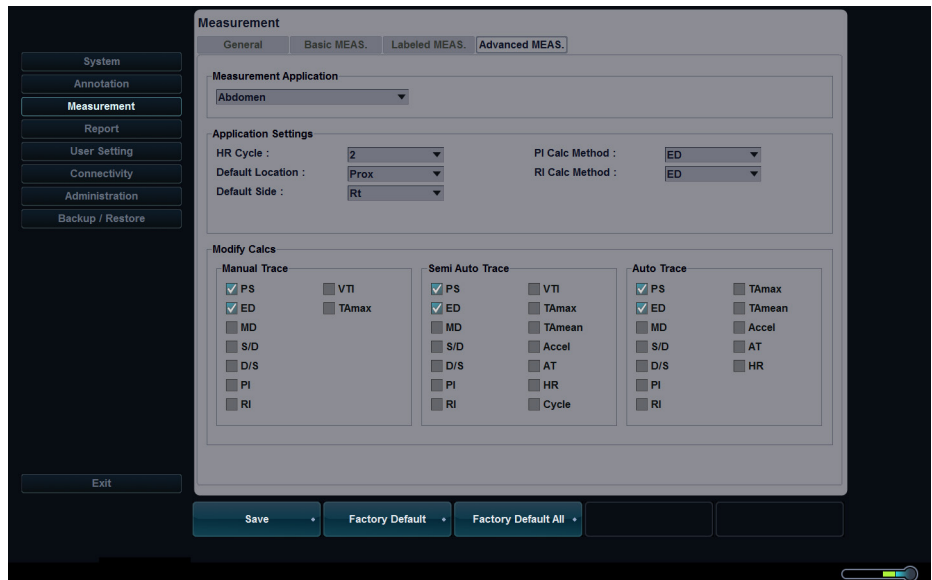 Measurement
General Basic MEAS. Labeled MEAS. Advanced MEAS.
System
Annotation
Measurement
Report
User Setting
Connectivity
Administration
Backup / Restore
Exit
Measurement Application
Abdomen
Application Settings
HR Cycle : 2 PI Calc Method : ED
Default Location : Prox RI Calc Method : ED
Default Side : Rt
Modify Calcs
Manual Trace
PS VTI
ED TAmax
MD
S/D
D/S
PI
RI
Semi Auto Trace
PS VTI
ED TAmax
MD TAmean
S/D Accel
D/S AT
PI HR
RI Cycle
Auto Trace
PS TAmax
ED TAmean
MD Accel
S/D AT
D/S HR
PI
RI
Save Factory Default Factory Default All